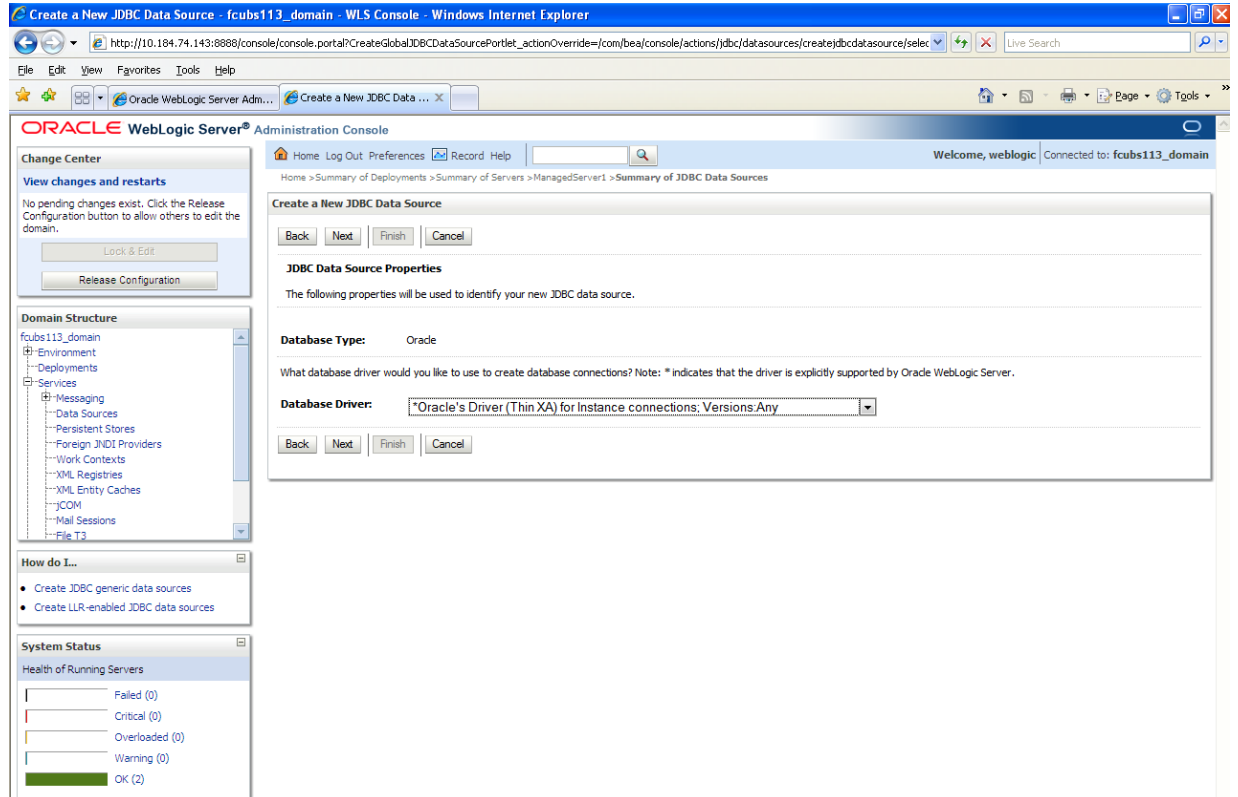 Create a New JDBC Data Source - fcubs113_domain - WLS Console - Windows Internet Explorer
http://10.184.74.143:8888/console/console.portal?CreateGlobalJDBCDataSourcePortlet_actionOverride=/com/bea/console/actions/jdbc/datasources/createjdbcdatasource/selec
Live Search
File Edit View Favorites Tools Help
Oracle WebLogic Server Adm...
Create a New JDBC Data ... X
Page
Tools
»
ORACLE WebLogic Server® Administration Console
Change Center
View changes and restarts
No pending changes exist. Click the Release
Configuration button to allow others to edit the
domain.
Lock & Edit
Release Configuration
Domain Structure
fcubs113_domain
Environment
Deployments
Services
Messaging
Data Sources
Persistent Stores
Foreign JNDI Providers
Work Contexts
XML Registries
XML Entity Caches
jCOM
Mail Sessions
File T3
How do I...
Create JDBC generic data sources
Create LLR-enabled JDBC data sources
System Status
Health of Running Servers
Failed (0)
Critical (0)
Overloaded (0)
Warning (0)
OK (2)
Home Log Out Preferences Record Help
Welcome, weblogic Connected to: fcubs113_domain
Home >Summary of Deployments >Summary of Servers >ManagedServer1 >Summary of JDBC Data Sources
Create a New JDBC Data Source
Back Next Finish Cancel
JDBC Data Source Properties
The following properties will be used to identify your new JDBC data source.
Database Type: Oracle
What database driver would you like to use to create database connections? Note: * indicates that the driver is explicitly supported by Oracle WebLogic Server.
Database Driver: *Oracle's Driver (Thin XA) for Instance connections; Versions:Any
Back Next Finish Cancel